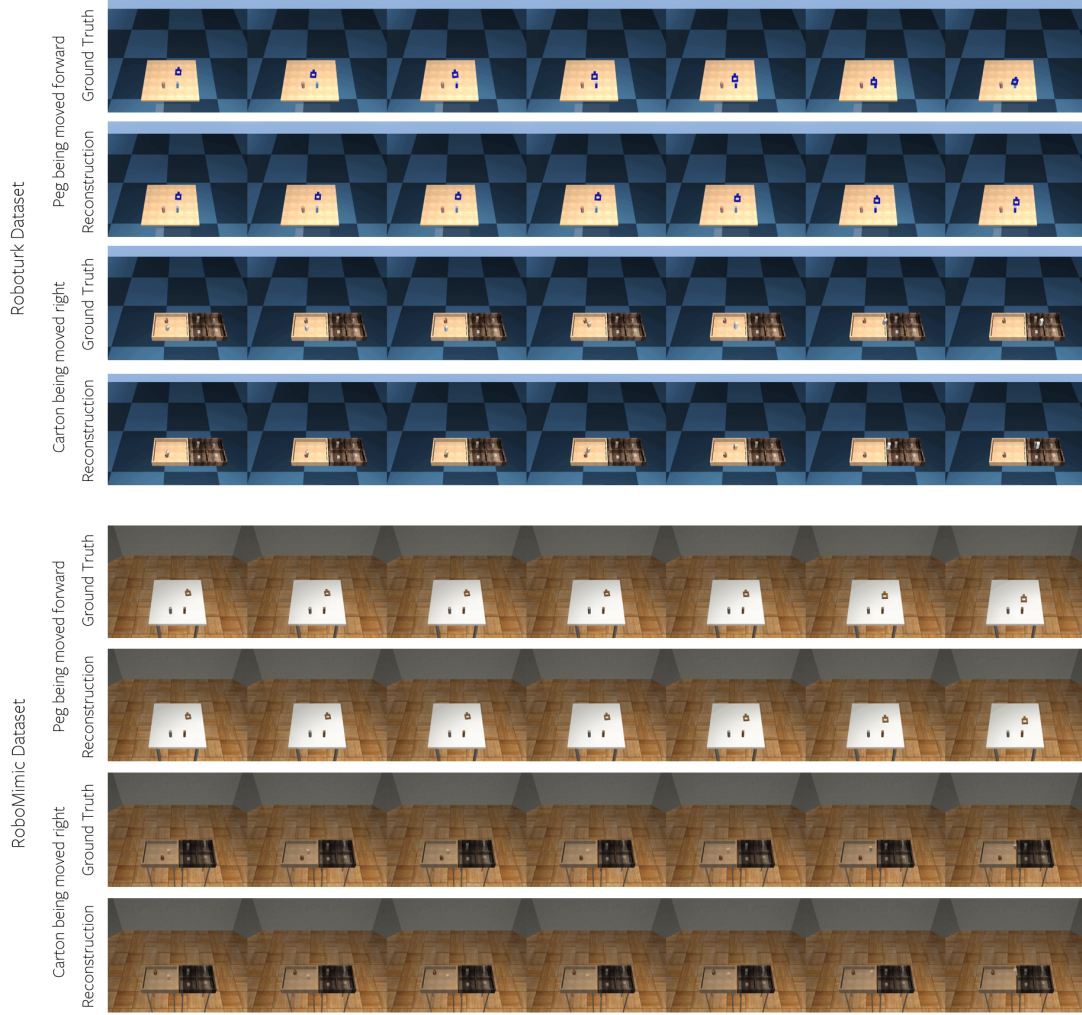 Roboturk Dataset
Peg being moved forward
Ground Truth
Reconstruction
Carton being moved right
Ground Truth
Reconstruction
RoboMimic Dataset
Peg being moved forward
Ground Truth
Reconstruction
Carton being moved right
Ground Truth
Reconstruction